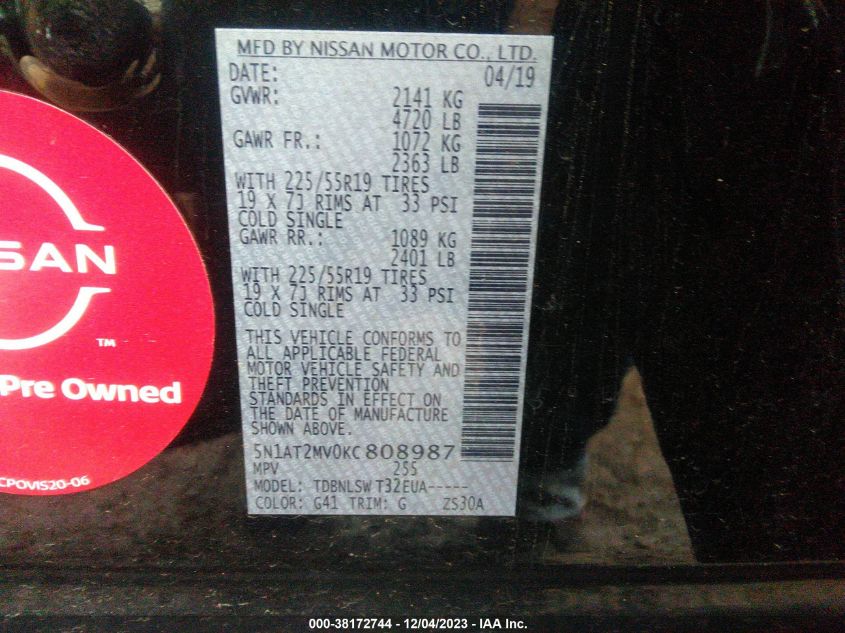 MFD BY NISSAN MOTOR CO., LTD.
DATE: 04/19
GVWR: 2141 KG
4720 LB
GAWR FR.: 1072 KG
2363 LB
WITH 225/55R19 TIRES
19 X 7J RIMS AT 33 PSI
COLD SINGLE
GAWR RR.: 1089 KG
2401 LB
WITH 225/55R19 TIRES
19 X 7J RIMS AT 33 PSI
COLD SINGLE
THIS VEHICLE CONFORMS TO
ALL APPLICABLE FEDERAL
MOTOR VEHICLE SAFETY AND
THEFT PREVENTION
STANDARDS IN EFFECT ON
THE DATE OF MANUFACTURE
SHOWN ABOVE.
5N1AT2MV0KC808987
MPV 255
MODEL: TDBNLSW T32EUA-----
COLOR: G41 TRIM: G ZS30A
SSAN
TM
Pre Owned
CPOVIS20-06
000-38172744 - 12/04/2023 - IAA Inc.